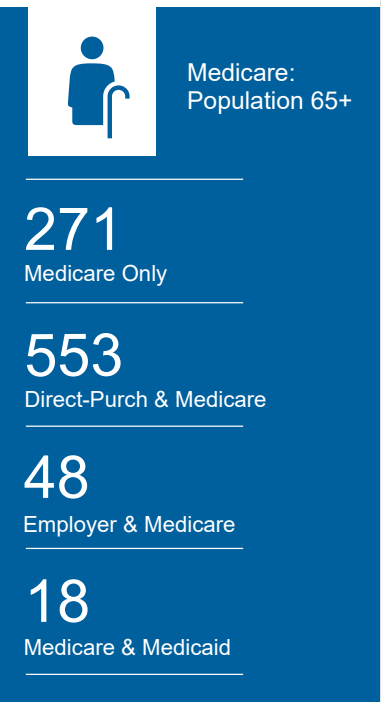 Medicare:
Population 65+
271
Medicare Only
553
Direct-Purch & Medicare
48
Employer & Medicare
18
Medicare & Medicaid